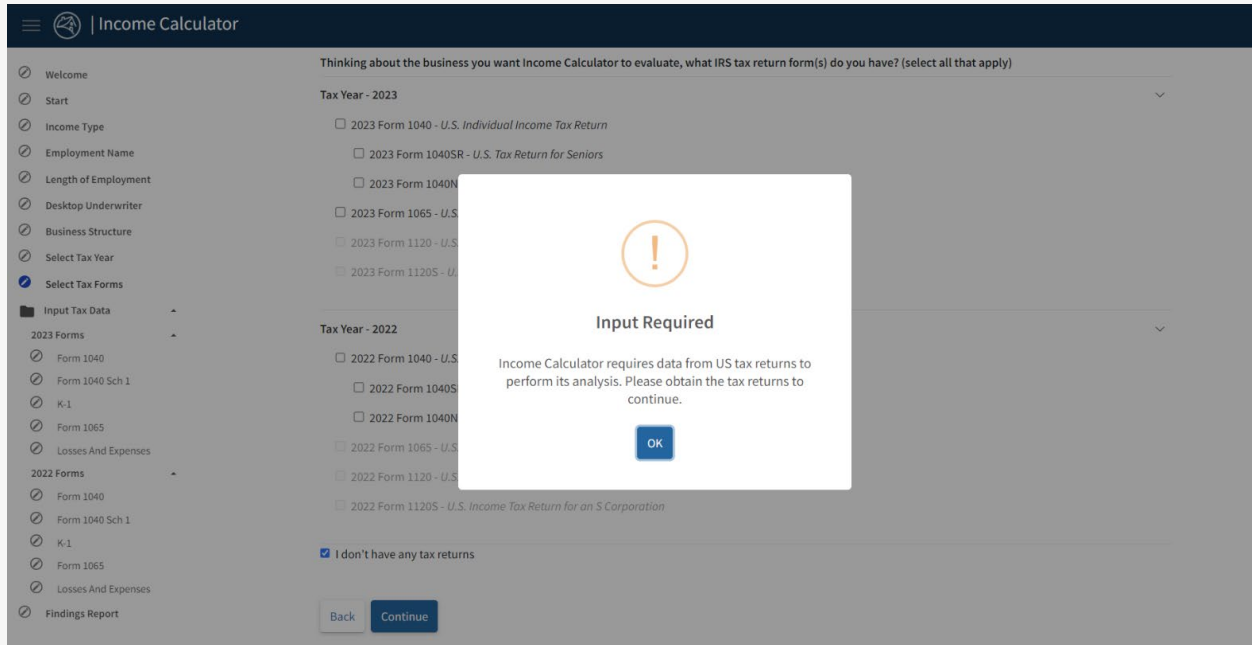 | Income Calculator
Welcome
Start
Income Type
Employment Name
Length of Employment
Desktop Underwriter
Business Structure
Select Tax Year
Select Tax Forms
Input Tax Data
2023 Forms
Form 1040
Form 1040 Sch 1
K-1
Form 1065
Losses And Expenses
2022 Forms
Form 1040
Form 1040 Sch 1
K-1
Form 1065
Losses And Expenses
Findings Report
Thinking about the business you want Income Calculator to evaluate, what IRS tax return form(s) do you have? (select all that apply)
Tax Year - 2023
2023 Form 1040 - U.S. Individual Income Tax Return
2023 Form 1040SR - U.S. Tax Return for Seniors
2023 Form 1040N
2023 Form 1065 - U.S.
2023 Form 1120 - U.S.
2023 Form 1120S - U.
Tax Year - 2022
2022 Form 1040 - U.S.
2022 Form 1040S
2022 Form 1040N
2022 Form 1065 - U.S.
2022 Form 1120 - U.S.
2022 Form 1120S - U.S. Income Tax Return for an S Corporation
I don't have any tax returns
Back Continue
!
Input Required
Income Calculator requires data from US tax returns to
perform its analysis. Please obtain the tax returns to
continue.
OK